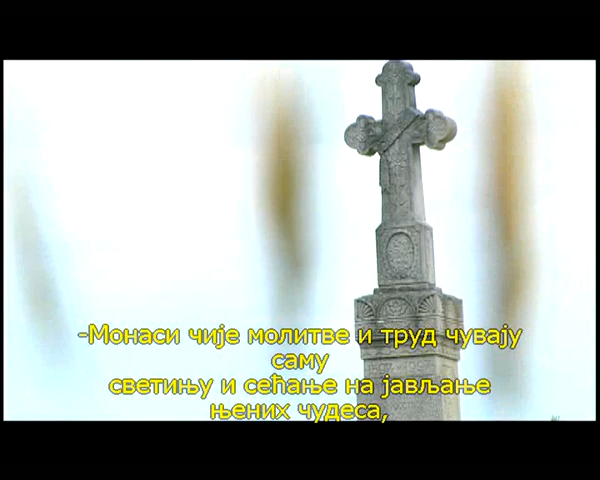 -Монаси чије молитве и труд чувају
саму
светињу и сећање на јављање
њених чудеса,